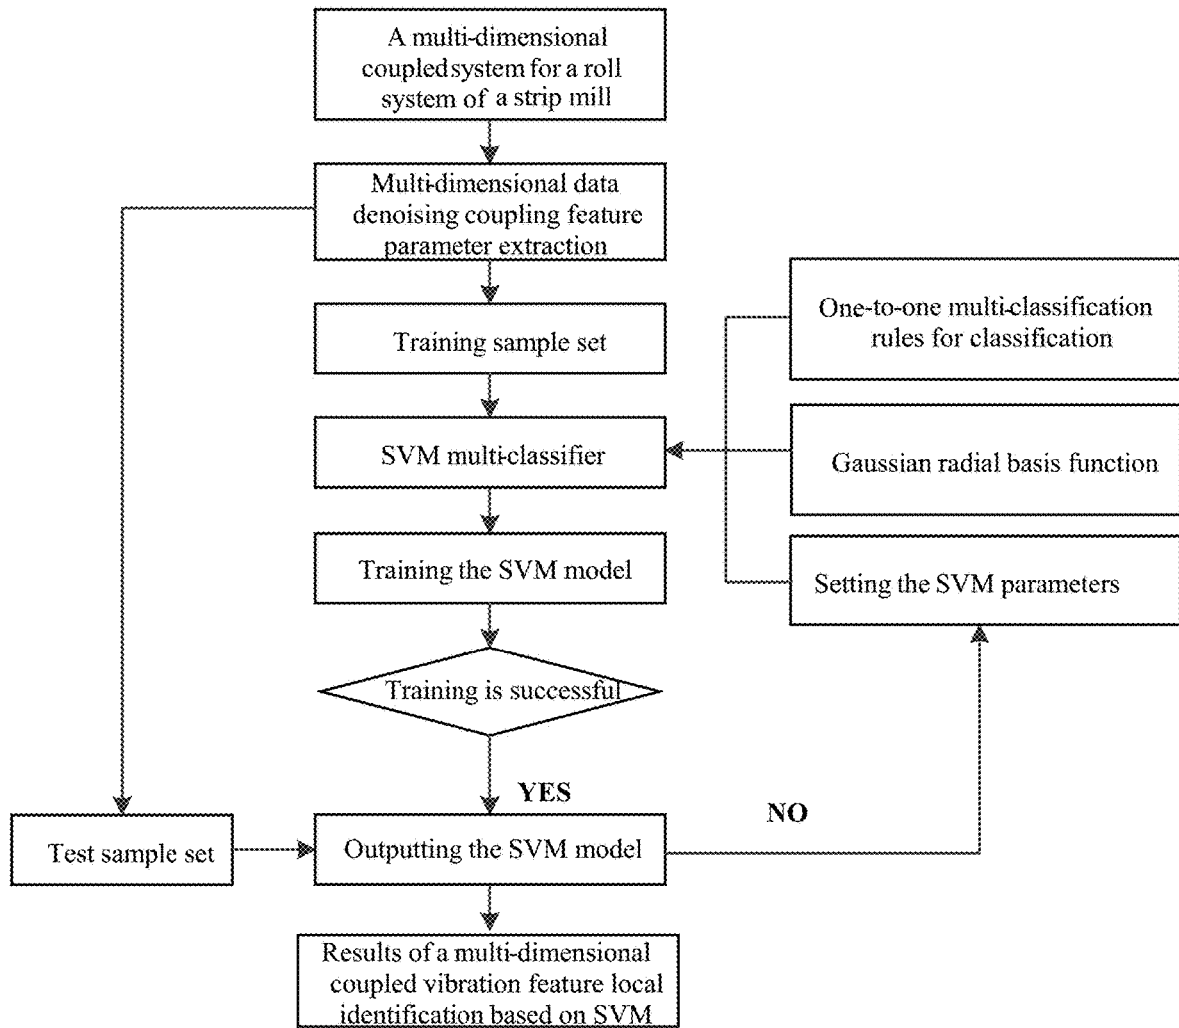 A multi-dimensional
coupled system for a roll
system of a strip mill
Multi-dimensional data
denoising coupling feature
parameter extraction
Training sample set
One-to-one multi-classification
rules for classification
SVM multi-classifier
Gaussian radial basis function
Training the SVM model
Setting the SVM parameters
Training is successful
YES
NO
Test sample set
Outputting the SVM model
Results of a multi-dimensional
coupled vibration feature local
identification based on SVM